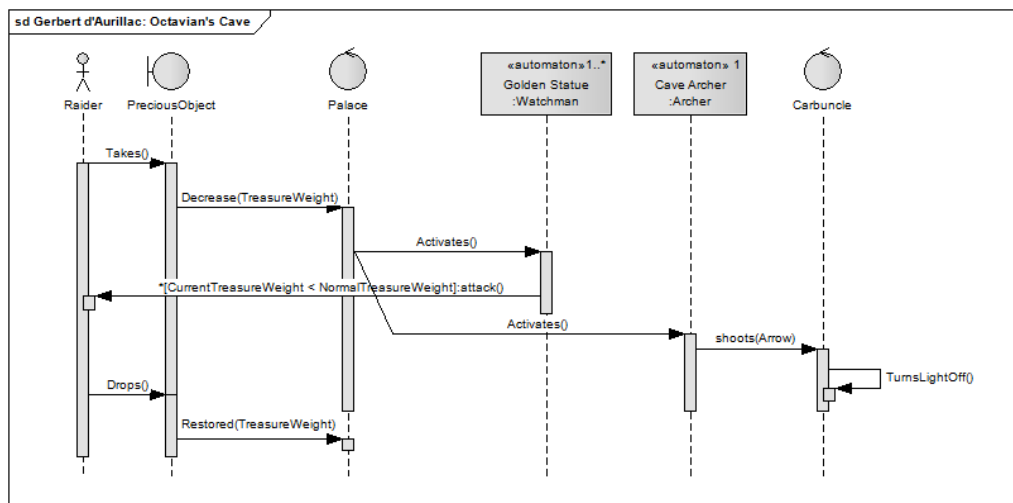 sd Gerbert d'Aurillac: Octavian's Cave
«automaton»1..*
Golden Statue
:Watchman
«automaton» 1
Cave Archer
:Archer
Raider
PreciousObject
Palace
Carbuncle
Takes()
Decrease(TreasureWeight)
Activates()
*[CurrentTreasureWeight < NormalTreasureWeight]:attack()
Activates()
shoots(Arrow)
TurnsLightOff()
Drops()
Restored(TreasureWeight)